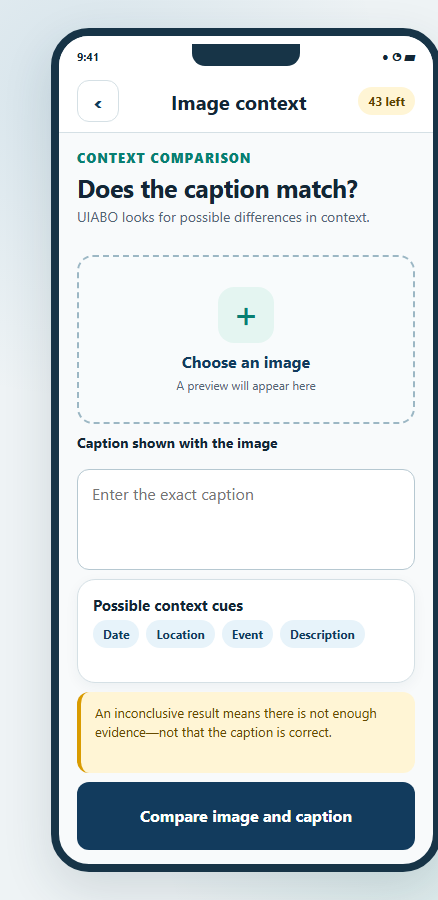 9:41
‹
Image context
43 left
CONTEXT COMPARISON
Does the caption match?
UIABO looks for possible differences in context.
+
Choose an image
A preview will appear here
Caption shown with the image
Enter the exact caption
Possible context cues
Date Location Event Description
An inconclusive result means there is not enough
evidence—not that the caption is correct.
Compare image and caption